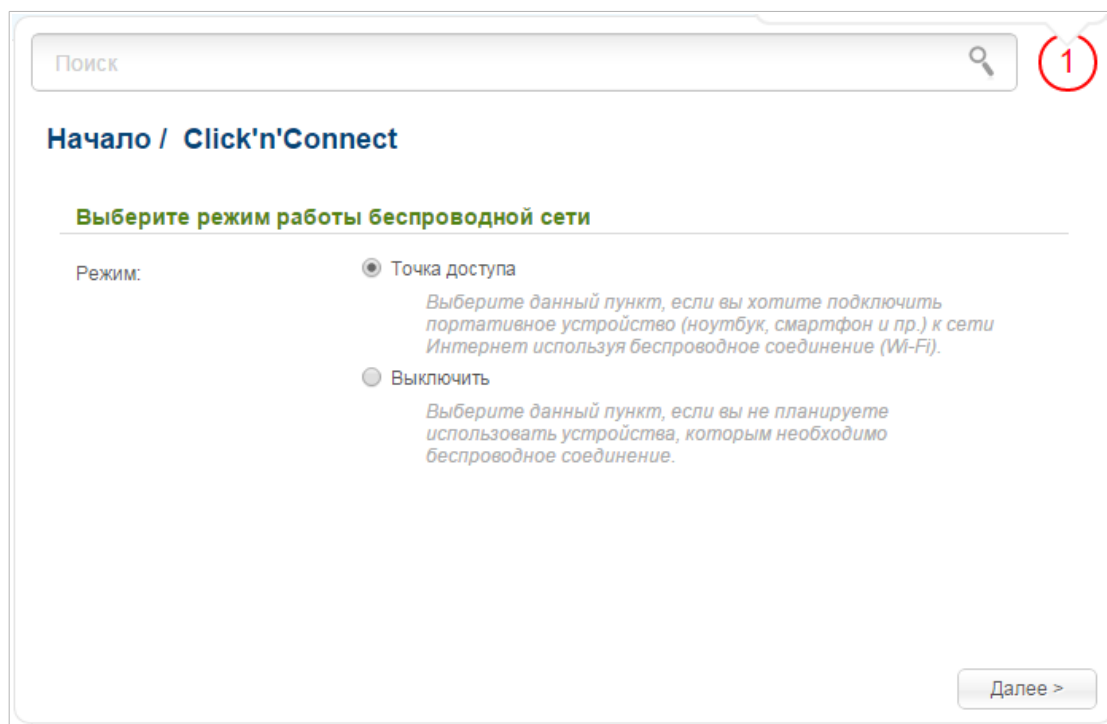 Поиск
1
Начало / Click'n'Connect
Выберите режим работы беспроводной сети
Режим:
Точка доступа
Выберите данный пункт, если вы хотите подключить
портативное устройство (ноутбук, смартфон и пр.) к сети
Интернет используя беспроводное соединение (Wi-Fi).
Выключить
Выберите данный пункт, если вы не планируете
использовать устройства, которым необходимо
беспроводное соединение.
Далее >